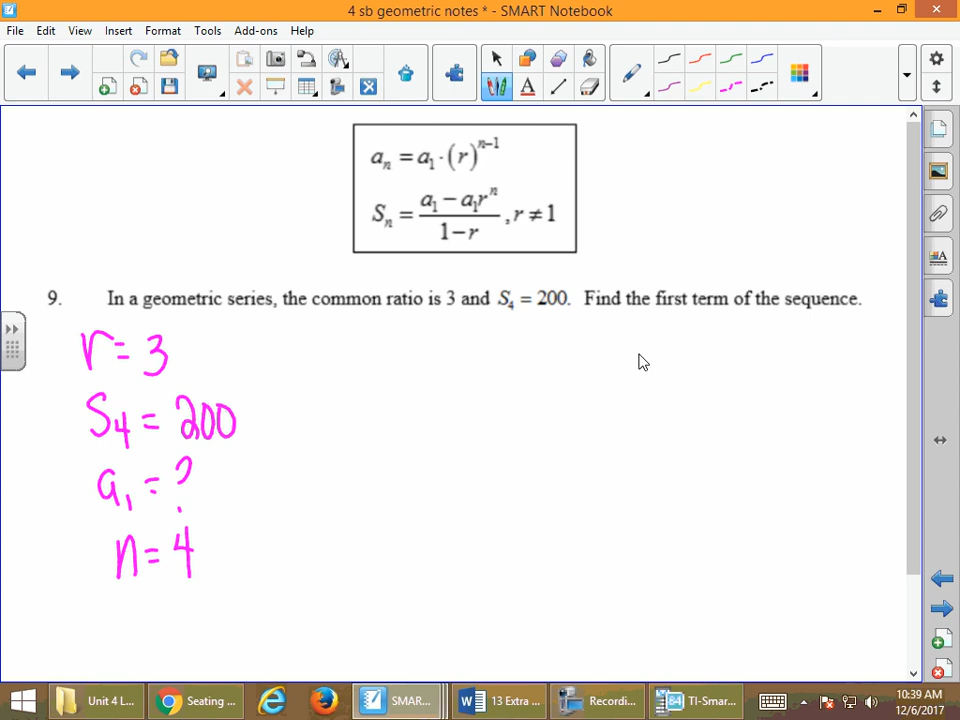 4 sb geometric notes * - SMART Notebook
File Edit View Insert Format Tools Add-ons Help
aₙ = a₁ · (r)ⁿ⁻¹
Sₙ = (a₁ − a₁rⁿ)/(1 − r), r ≠ 1
9. In a geometric series, the common ratio is 3 and S₄ = 200. Find the first term of the sequence.
r = 3
S₄ = 200
a₁ = ?
n = 4
Unit 4 L... Seating ... SMAR... 13 Extra ... Recordi... TI-Smar... 10:39 AM
12/6/2017